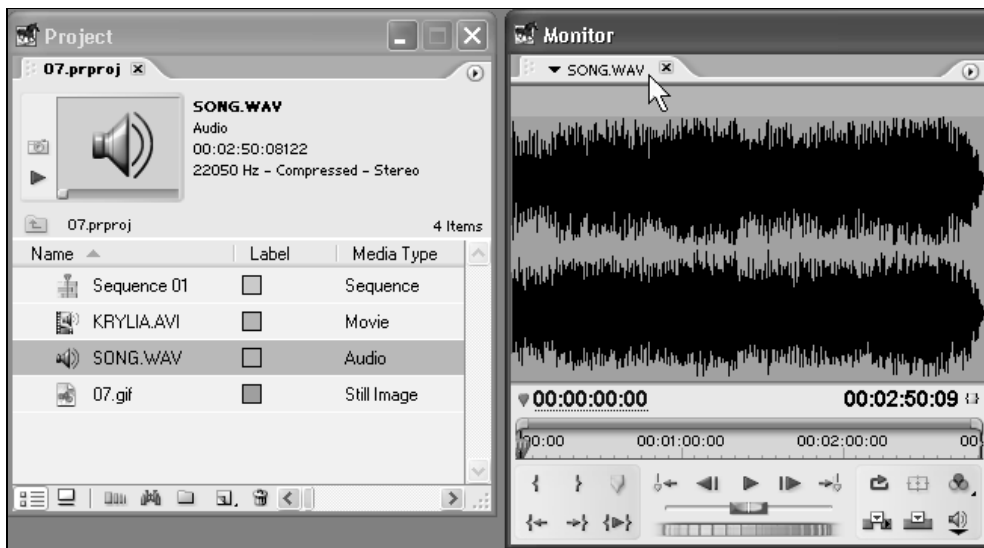 Project
07.prproj
SONG.WAV
Audio
00:02:50:08122
22050 Hz - Compressed - Stereo
07.prproj 4 Items
Name Label Media Type
Sequence 01 Sequence
KRYLIA.AVI Movie
SONG.WAV Audio
07.gif Still Image
Monitor
SONG.WAV
00:00:00:00 00:02:50:09
00:00 00:01:00:00 00:02:00:00 00